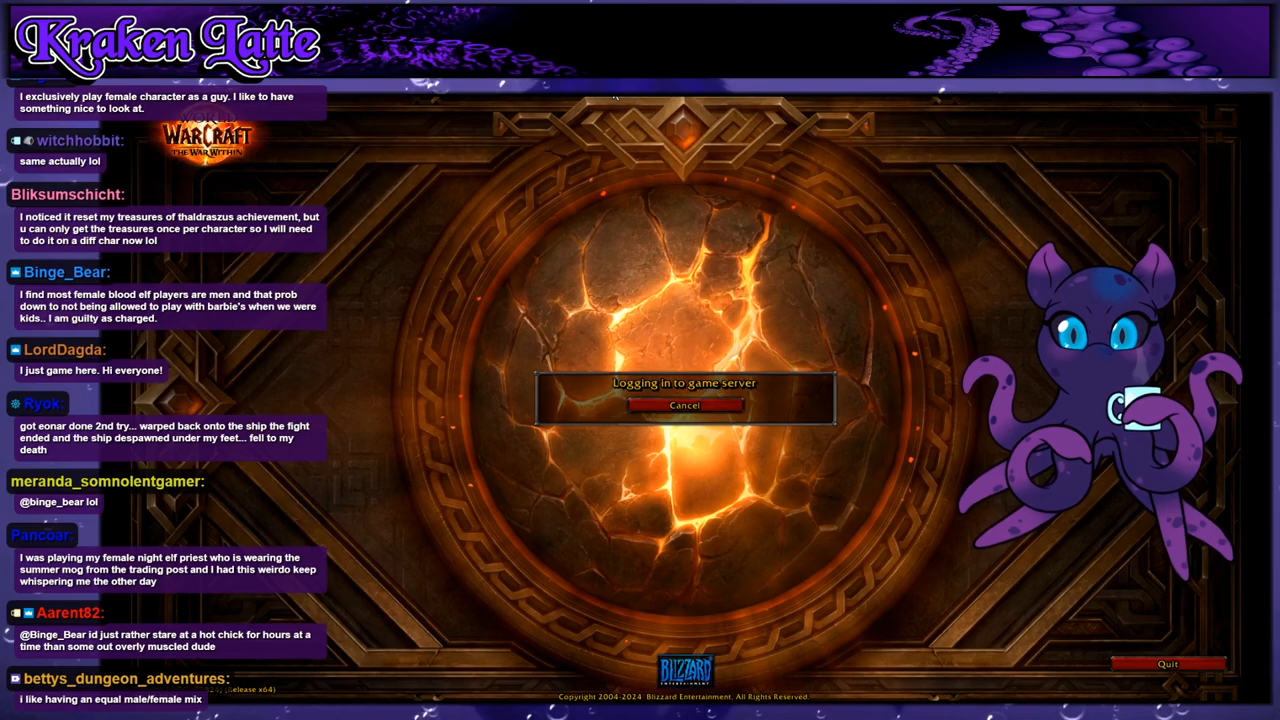 Kraken Latte
I exclusively play female character as a guy. I like to have
something nice to look at.
witchhobbit:
same actually lol
Bliksumschicht:
I noticed it reset my treasures of thaldraszus achievement, but
u can only get the treasures once per character so I will need
to do it on a diff char now lol
Binge_Bear:
I find most female blood elf players are men and that prob
down to not being allowed to play with barbie's when we were
kids.. I am guilty as charged.
LordDagda:
I just game here. Hi everyone!
Ryok:
got eonar done 2nd try... warped back onto the ship the fight
ended and the ship despawned under my feet... fell to my
death
meranda_somnolentgamer:
@binge_bear lol
Pancoar:
I was playing my female night elf priest who is wearing the
summer mog from the trading post and I had this weirdo keep
whispering me the other day
Aarent82:
@Binge_Bear id just rather stare at a hot chick for hours at a
time than some out overly muscled dude
bettys_dungeon_adventures:
i like having an equal male/female mix
WORLD
WARCRAFT
THE WAR WITHIN
Logging in to game server
Cancel
Quit
BLIZZARD
ENTERTAINMENT
Release x64)
Copyright 2004-2024 Blizzard Entertainment. All Rights Reserved.